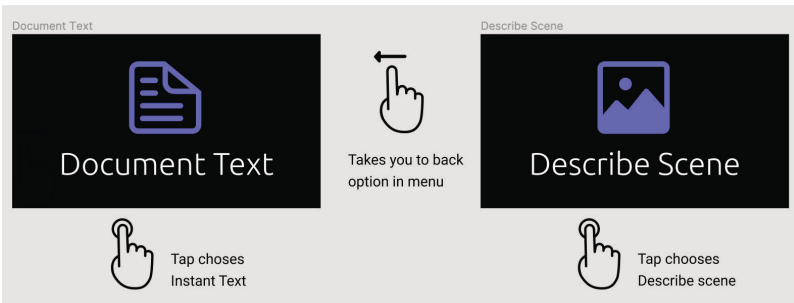 Document Text
Describe Scene
Document Text
Takes you to back
option in menu
Describe Scene
Tap choses
Instant Text
Tap chooses
Describe scene